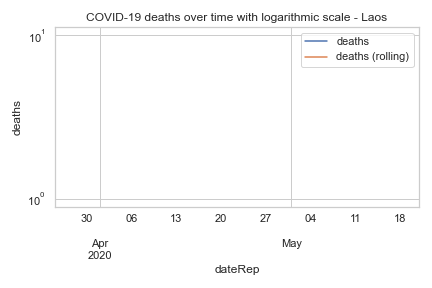 COVID-19 deaths over time with logarithmic scale - Laos
deaths
deaths (rolling)
10¹
10⁰
deaths
30 06 13 20 27 04 11 18
Apr May
2020
dateRep